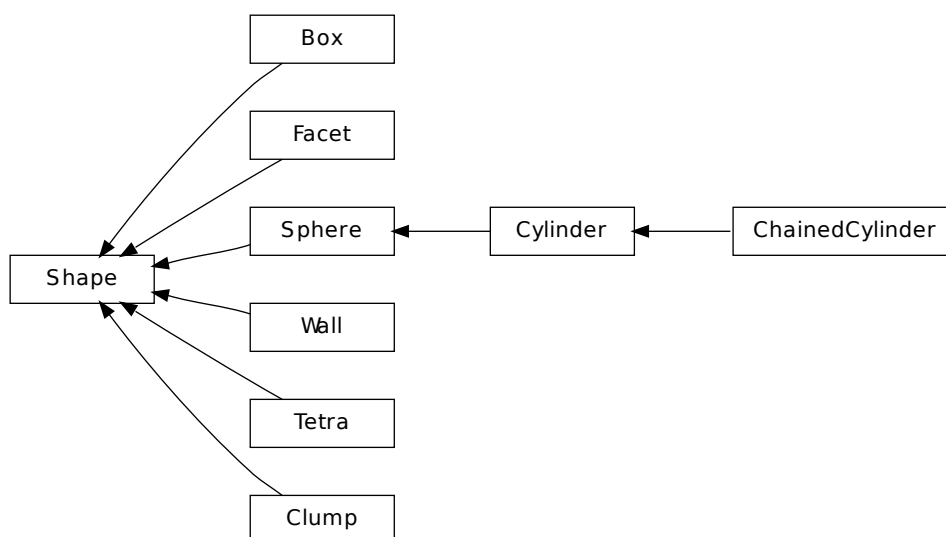 Box
Facet
Sphere
Cylinder
ChainedCylinder
Shape
Wall
Tetra
Clump